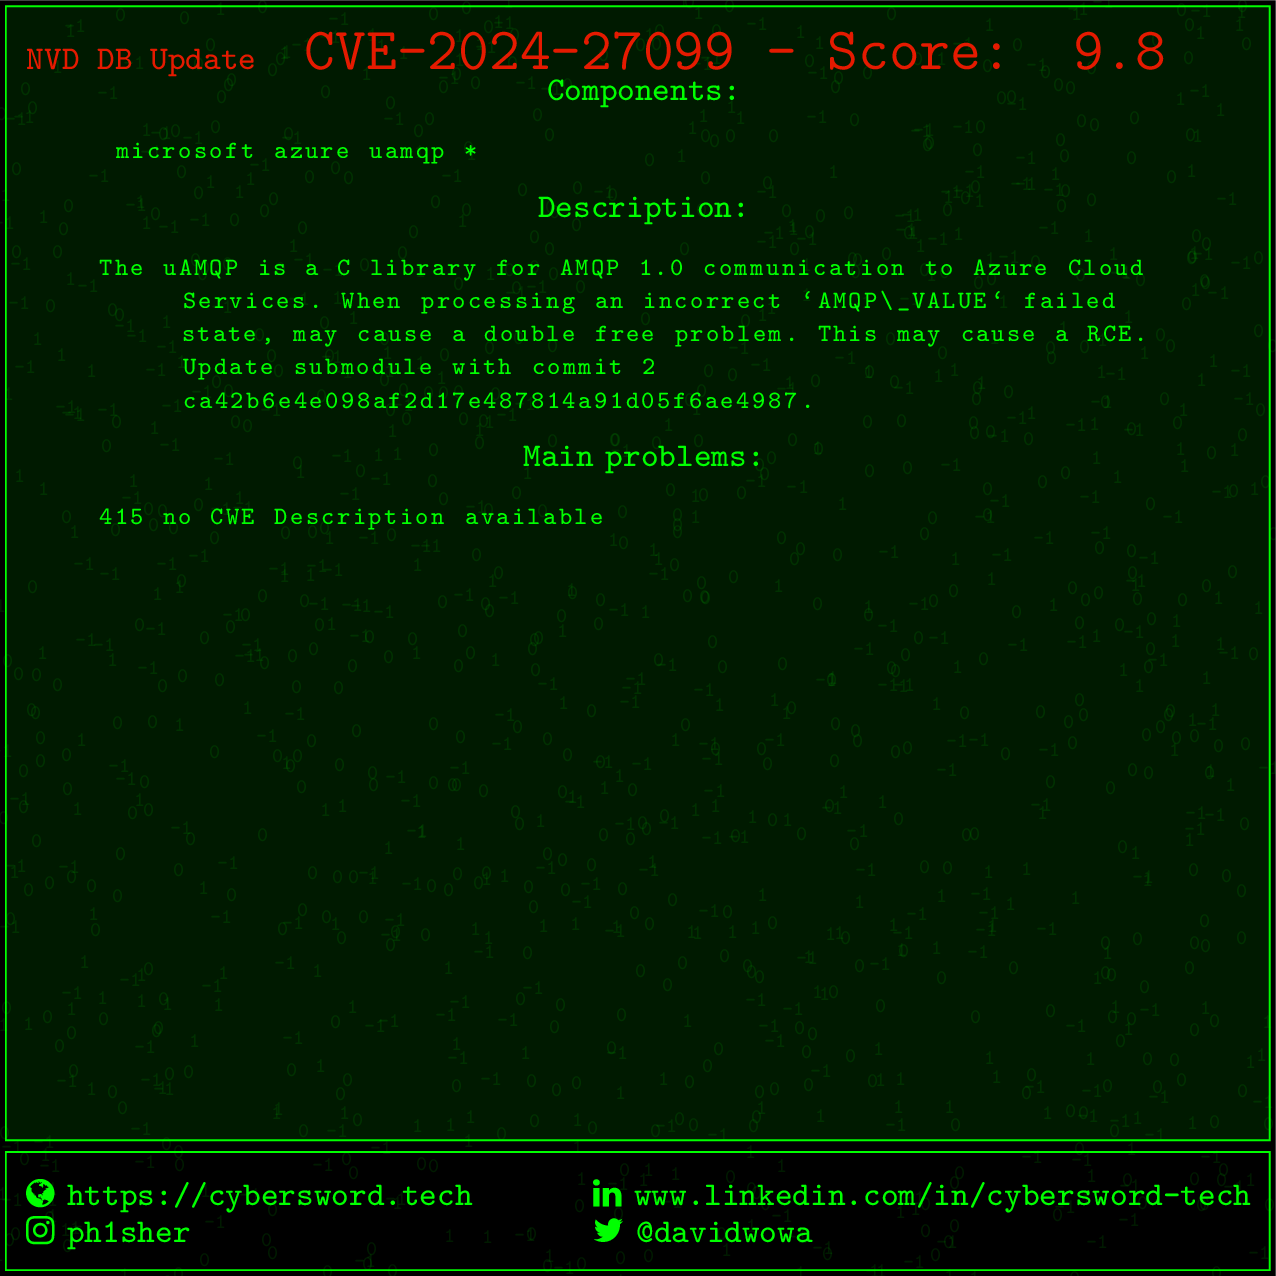 NVD DB Update CVE-2024-27099 - Score: 9.8
Components:
microsoft azure uamqp *
Description:
The uAMQP is a C library for AMQP 1.0 communication to Azure Cloud
Services. When processing an incorrect `AMQP\_VALUE` failed
state, may cause a double free problem. This may cause a RCE.
Update submodule with commit 2
ca42b6e4e098af2d17e487814a91d05f6ae4987.
Main problems:
415 no CWE Description available
https://cybersword.tech
www.linkedin.com/in/cybersword-tech
ph1sher
@davidwowa